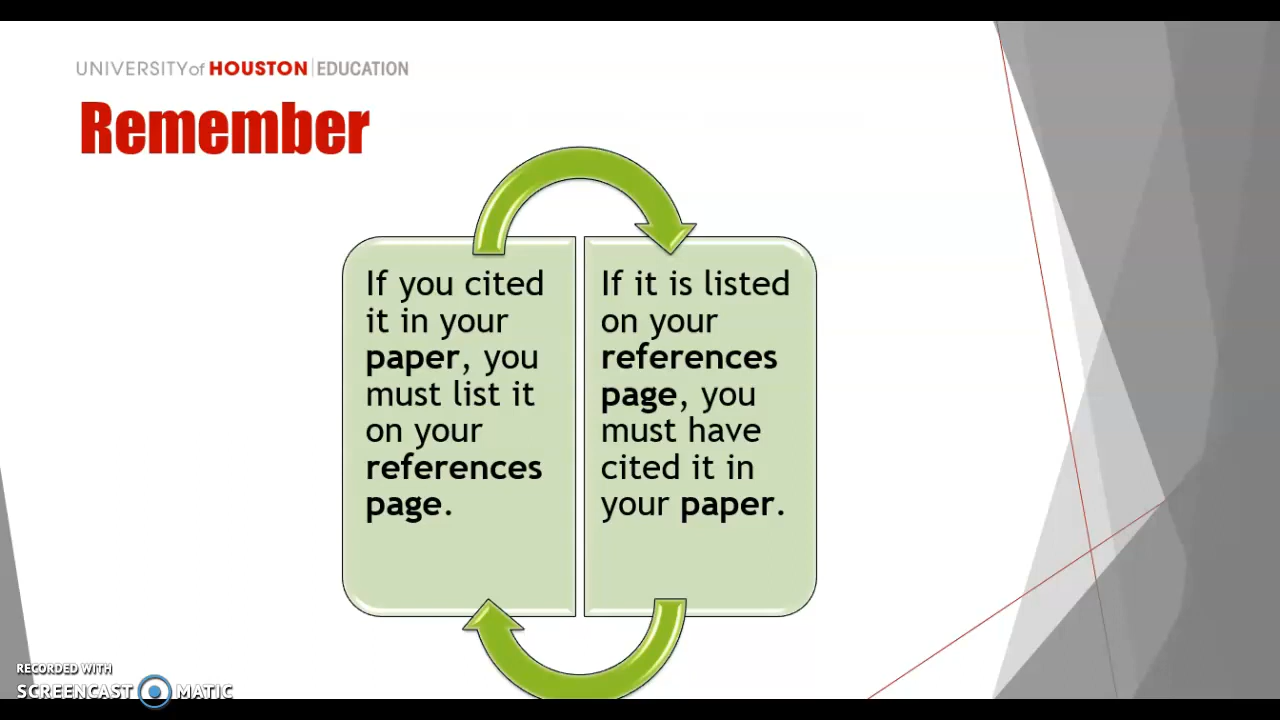 UNIVERSITYof HOUSTON | EDUCATION
Remember
If you cited
it in your
paper, you
must list it
on your
references
page.
If it is listed
on your
references
page, you
must have
cited it in
your paper.
RECORDED WITH
SCREENCAST MATIC